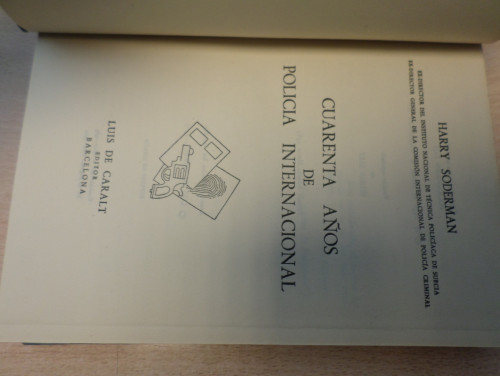 HARRY SODERMAN
EX-DIRECTOR DEL INSTITUTO NACIONAL DE TÉCNICA POLICÍACA DE SUECIA
EX-DIRECTOR GENERAL DE LA COMISIÓN INTERNACIONAL DE POLICÍA CRIMINAL
CUARENTA AÑOS
DE
POLICIA INTERNACIONAL
LUIS DE CARALT
EDITOR
BARCELONA